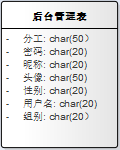 后台管理表
- 分工: char(50)
- 密码: char(20)
- 昵称: char(20)
- 头像: char(50)
- 性别: char(20)
- 用户名: char(20)
- 组别: char(20)